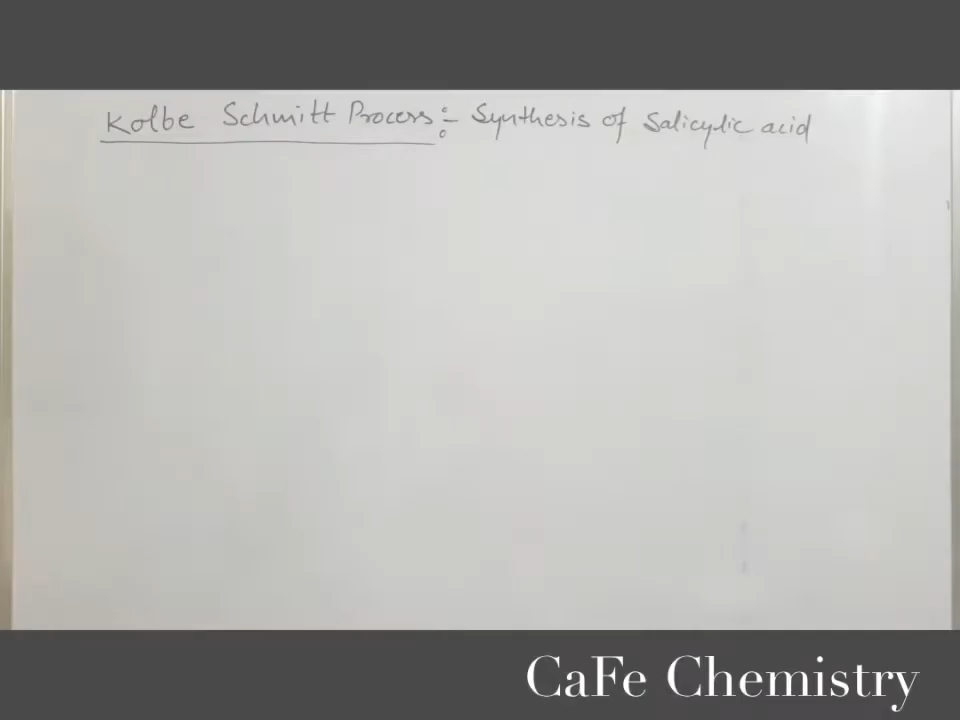 Kolbe Schmitt Process :- Synthesis of Salicylic acid
CaFe Chemistry